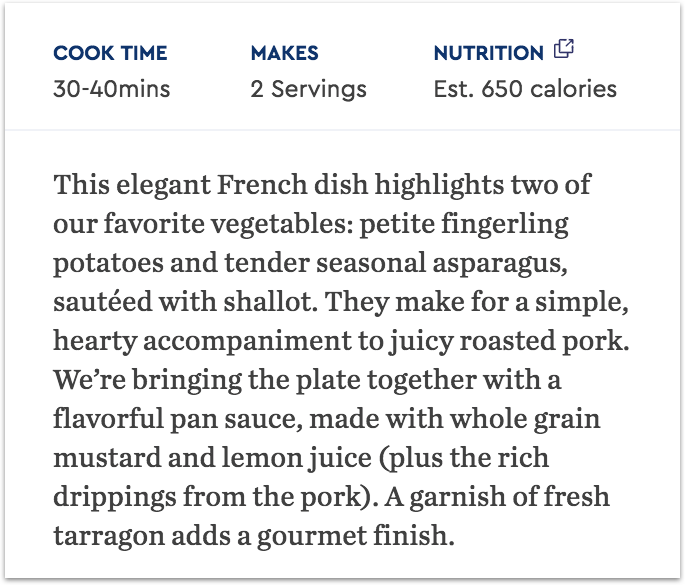 COOK TIME
30-40mins
MAKES
2 Servings
NUTRITION
Est. 650 calories
This elegant French dish highlights two of
our favorite vegetables: petite fingerling
potatoes and tender seasonal asparagus,
sautéed with shallot. They make for a simple,
hearty accompaniment to juicy roasted pork.
We’re bringing the plate together with a
flavorful pan sauce, made with whole grain
mustard and lemon juice (plus the rich
drippings from the pork). A garnish of fresh
tarragon adds a gourmet finish.